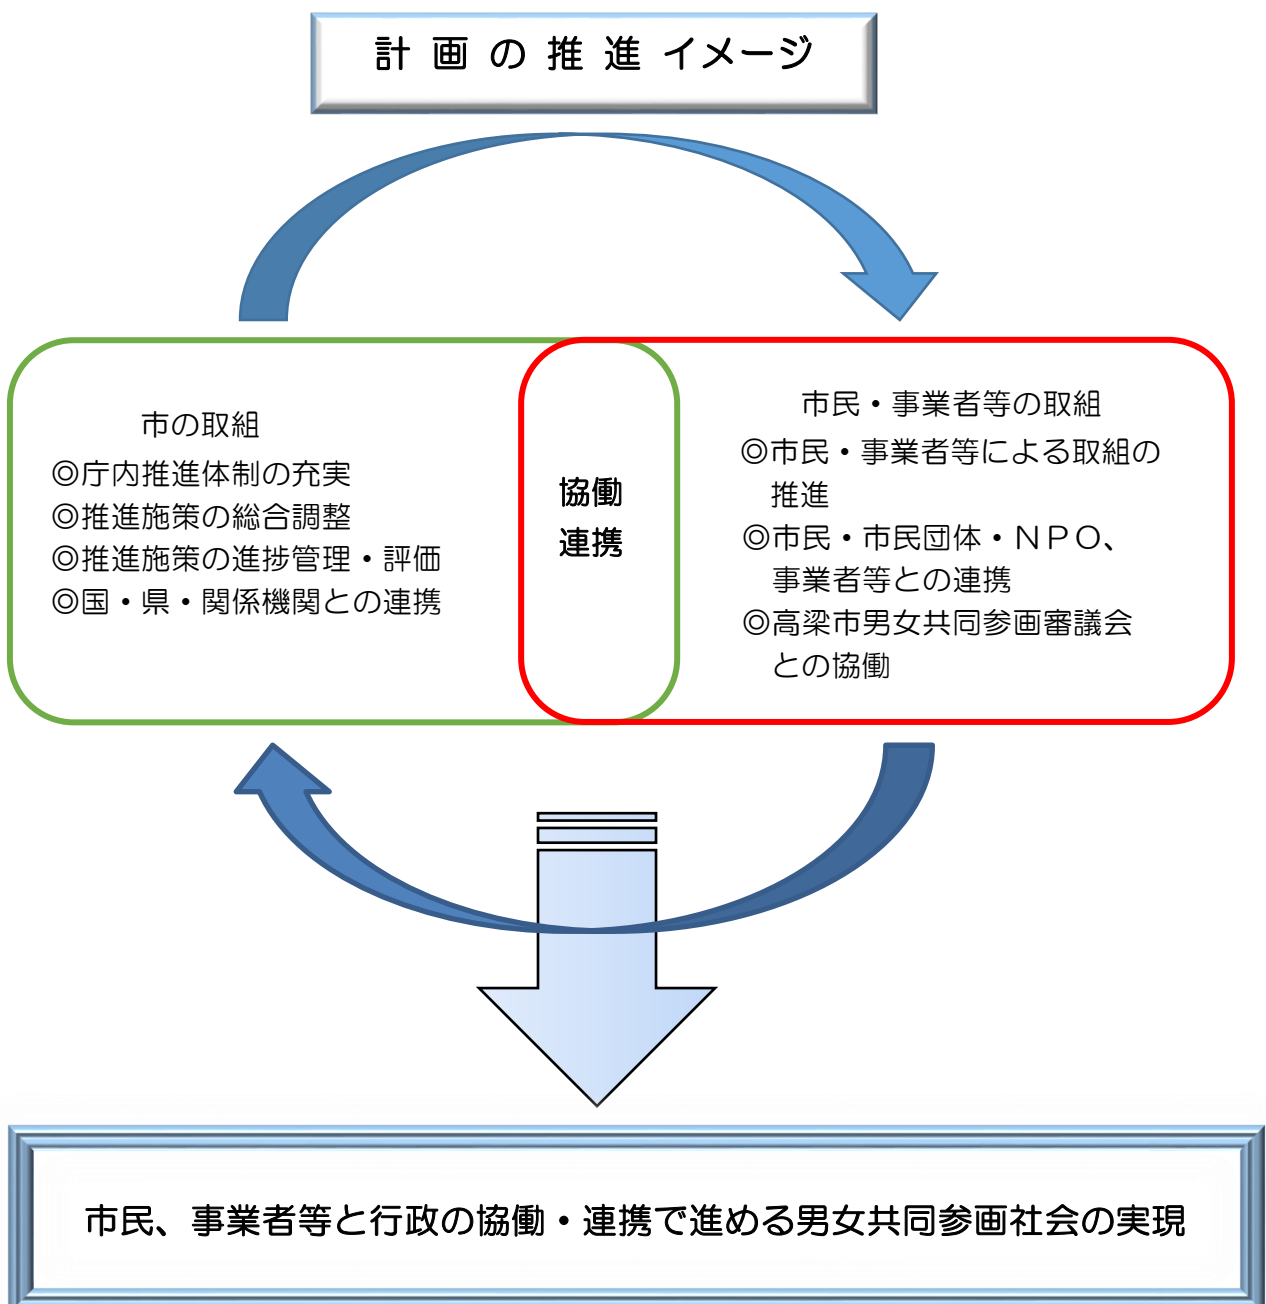 計画の推進イメージ
市の取組
◎庁内推進体制の充実
◎推進施策の総合調整
◎推進施策の進捗管理・評価
◎国・県・関係機関との連携
協働
連携
市民・事業者等の取組
◎市民・事業者等による取組の
推進
◎市民・市民団体・ＮＰＯ、
事業者等との連携
◎高梁市男女共同参画審議会
との協働
市民、事業者等と行政の協働・連携で進める男女共同参画社会の実現